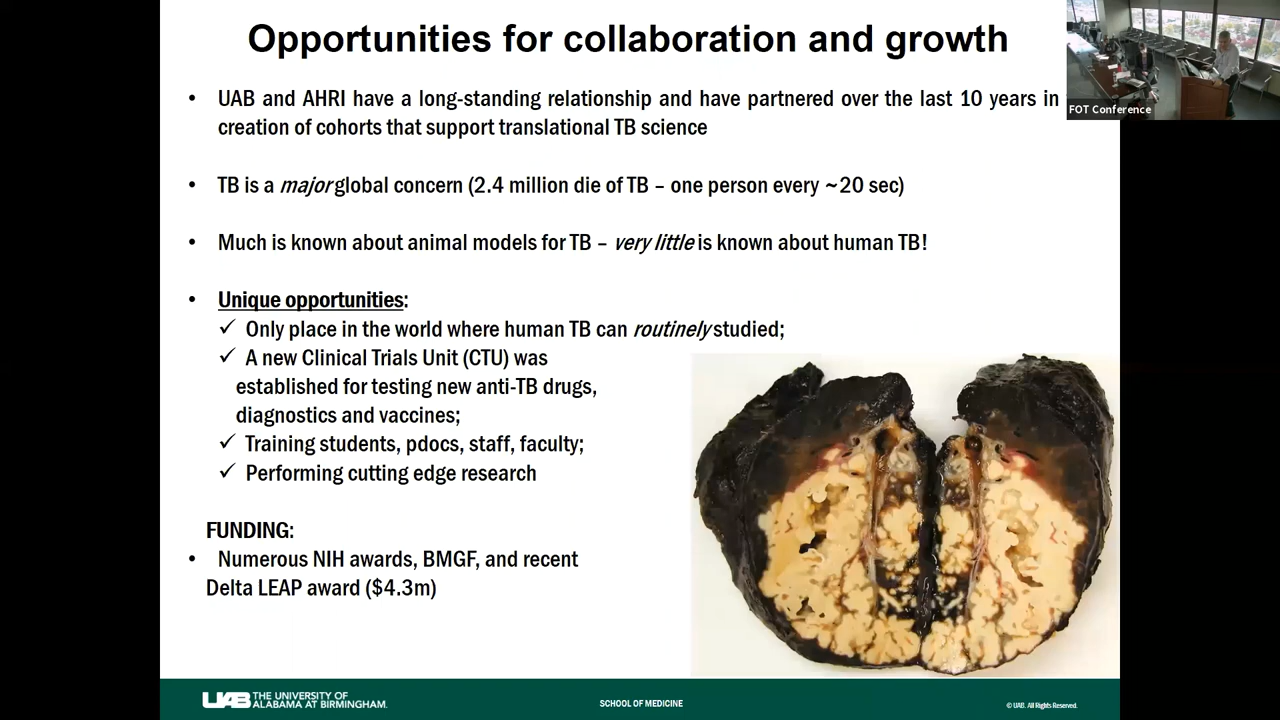 Opportunities for collaboration and growth
FOT Conference
• UAB and AHRI have a long-standing relationship and have partnered over the last 10 years in
creation of cohorts that support translational TB science
• TB is a major global concern (2.4 million die of TB – one person every ~20 sec)
• Much is known about animal models for TB – very little is known about human TB!
• Unique opportunities:
✓ Only place in the world where human TB can routinely studied;
✓ A new Clinical Trials Unit (CTU) was
established for testing new anti-TB drugs,
diagnostics and vaccines;
✓ Training students, pdocs, staff, faculty;
✓ Performing cutting edge research
FUNDING:
• Numerous NIH awards, BMGF, and recent
Delta LEAP award ($4.3m)
UAB THE UNIVERSITY OF
ALABAMA AT BIRMINGHAM.
SCHOOL OF MEDICINE
© UAB. All Rights Reserved.